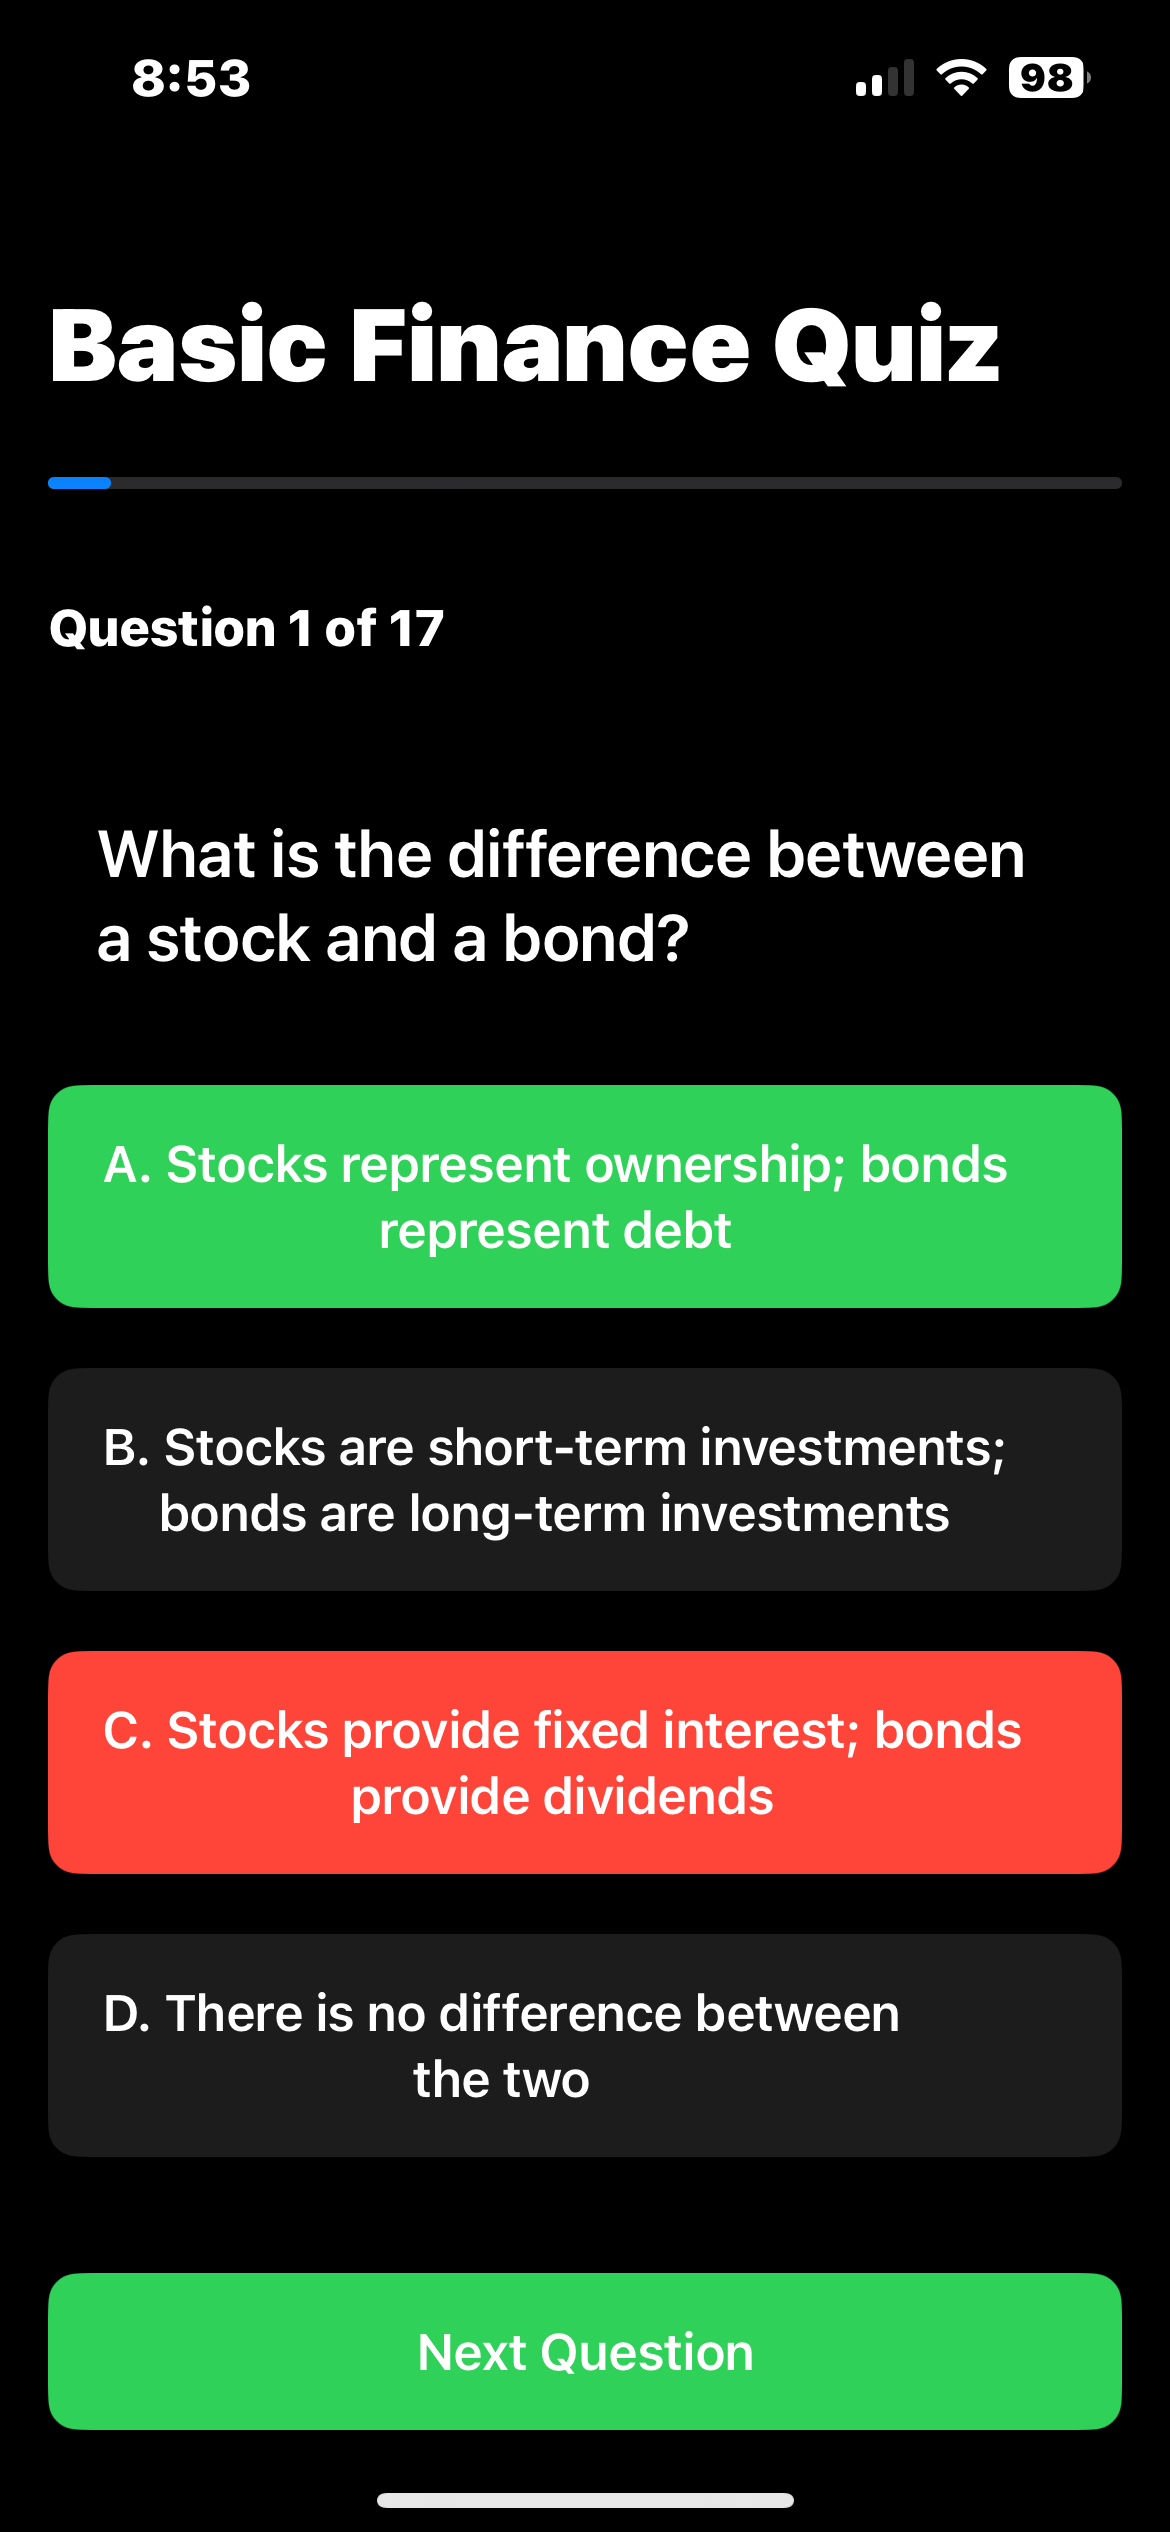 8:53
98
Basic Finance Quiz
Question 1 of 17
What is the difference between
a stock and a bond?
A. Stocks represent ownership; bonds
represent debt
B. Stocks are short-term investments;
bonds are long-term investments
C. Stocks provide fixed interest; bonds
provide dividends
D. There is no difference between
the two
Next Question